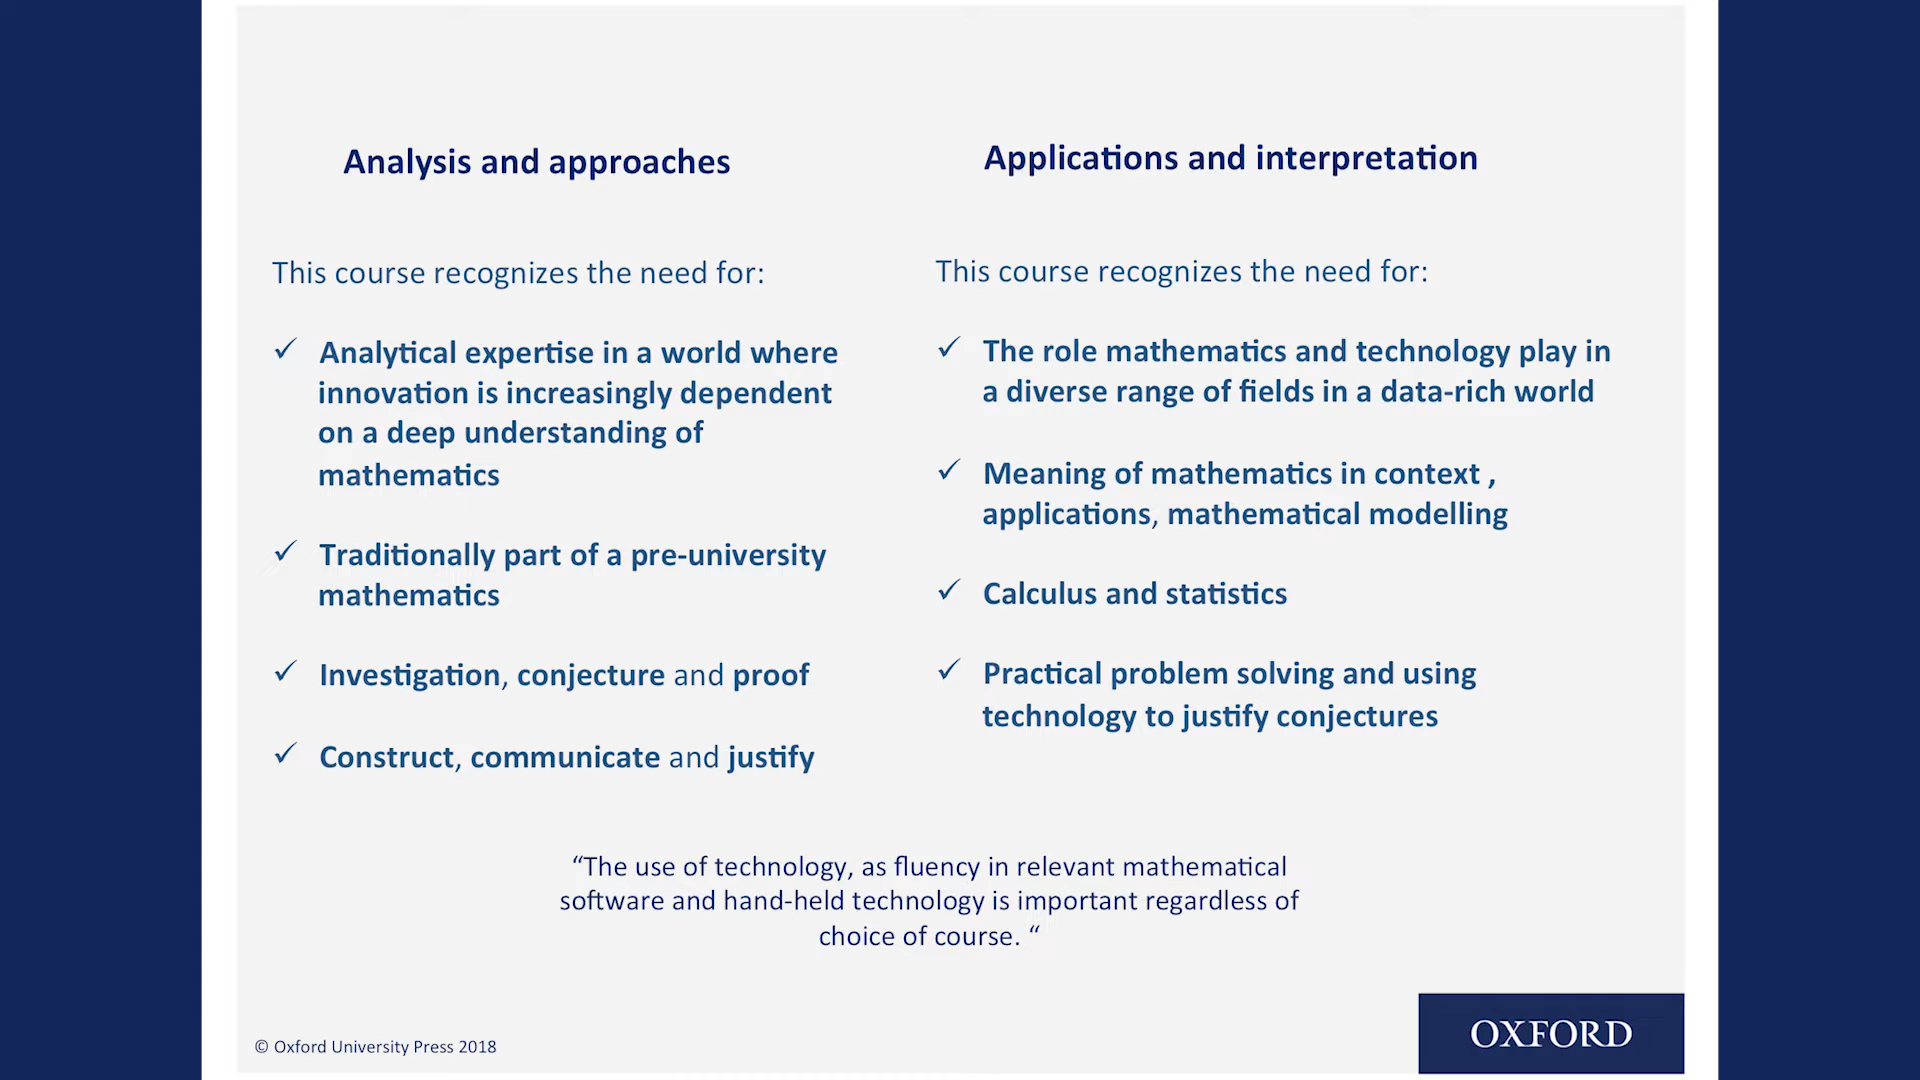 Analysis and approaches
This course recognizes the need for:
✓ Analytical expertise in a world where
innovation is increasingly dependent
on a deep understanding of
mathematics
✓ Traditionally part of a pre-university
mathematics
✓ Investigation, conjecture and proof
✓ Construct, communicate and justify
Applications and interpretation
This course recognizes the need for:
✓ The role mathematics and technology play in
a diverse range of fields in a data-rich world
✓ Meaning of mathematics in context ,
applications, mathematical modelling
✓ Calculus and statistics
✓ Practical problem solving and using
technology to justify conjectures
“The use of technology, as fluency in relevant mathematical
software and hand-held technology is important regardless of
choice of course. “
© Oxford University Press 2018
OXFORD